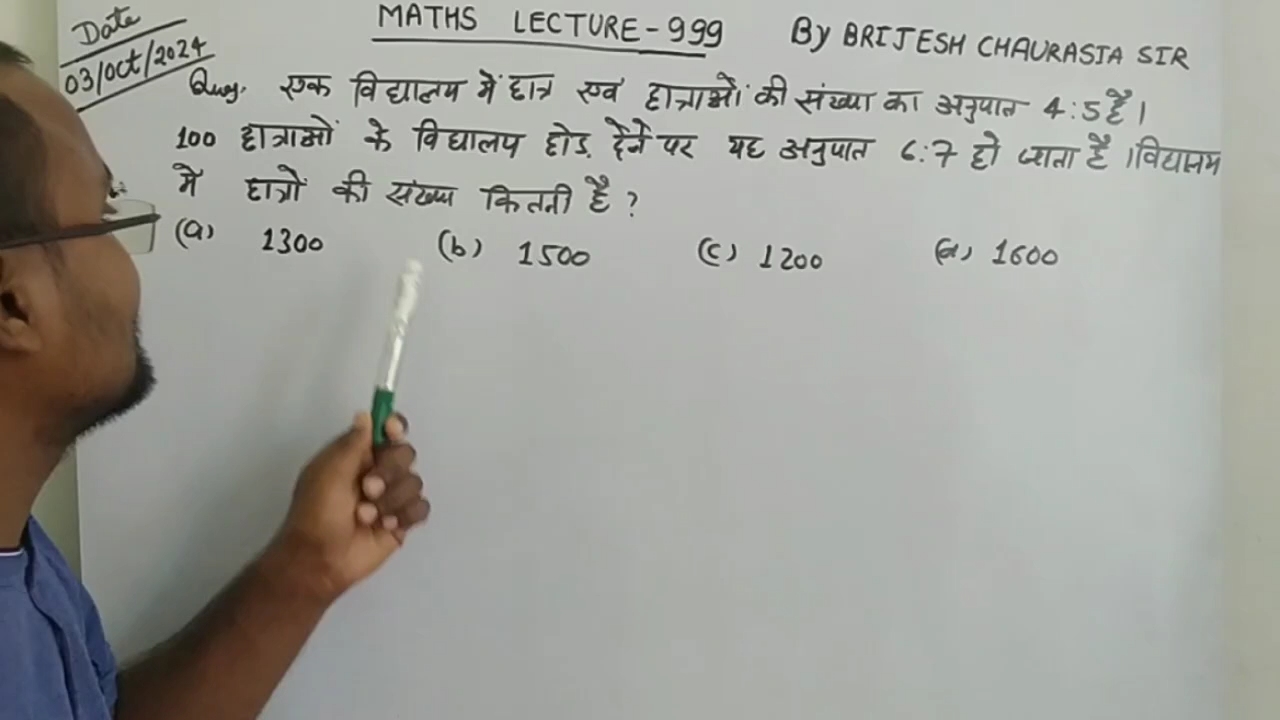 MATHS LECTURE-999 By BRIJESH CHAURASIA SIR
Date
03/Oct/2024
Ques. एक विद्यालय में छात्र एवं छात्राओं की संख्या का अनुपात 4:5 है।
100 छात्राओं के विद्यालय छोड़ देने पर यह अनुपात 6:7 हो जाता है। विद्यालय
में छात्रों की संख्या कितनी है ?
(a) 1300 (b) 1500 (c) 1200 (d) 1600